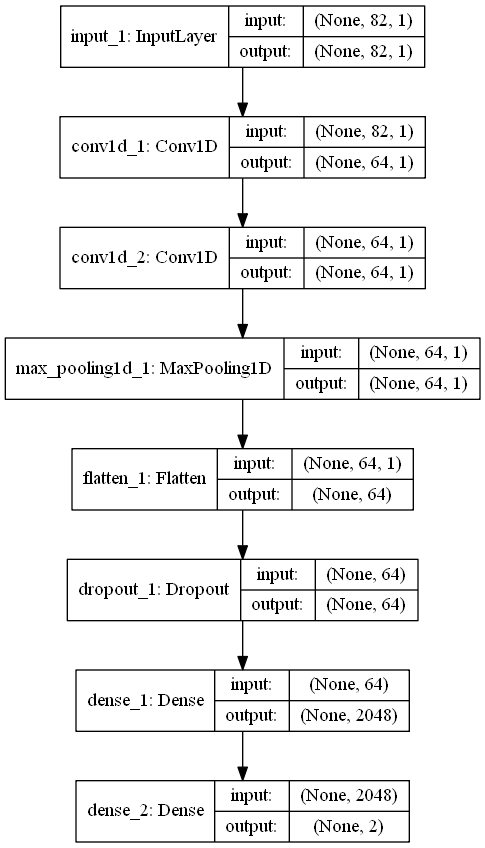 input_1: InputLayer
input: (None, 82, 1)
output: (None, 82, 1)
conv1d_1: Conv1D
input: (None, 82, 1)
output: (None, 64, 1)
conv1d_2: Conv1D
input: (None, 64, 1)
output: (None, 64, 1)
max_pooling1d_1: MaxPooling1D
input: (None, 64, 1)
output: (None, 64, 1)
flatten_1: Flatten
input: (None, 64, 1)
output: (None, 64)
dropout_1: Dropout
input: (None, 64)
output: (None, 64)
dense_1: Dense
input: (None, 64)
output: (None, 2048)
dense_2: Dense
input: (None, 2048)
output: (None, 2)